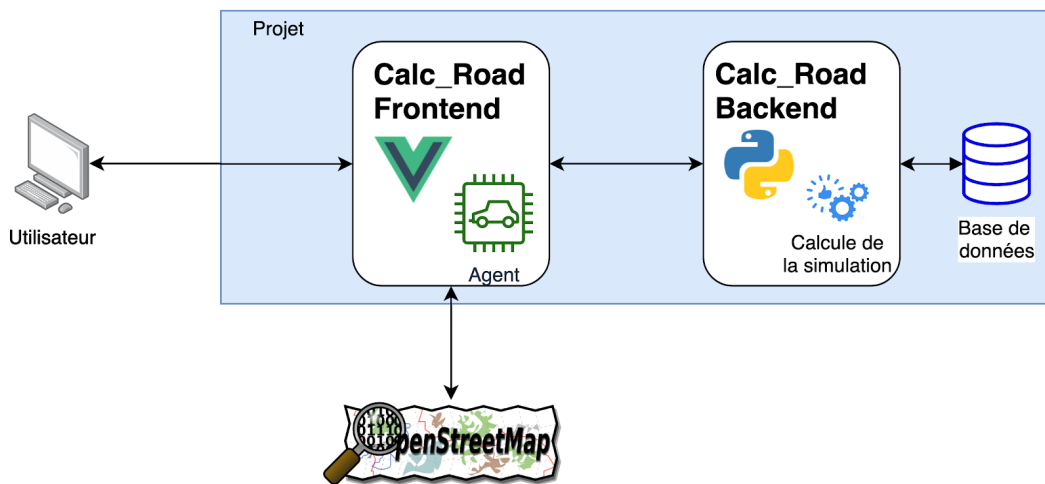 Projet
Calc_Road
Frontend
Calc_Road
Backend
Utilisateur
Agent
Calcule de
la simulation
Base de
données
OpenStreetMap